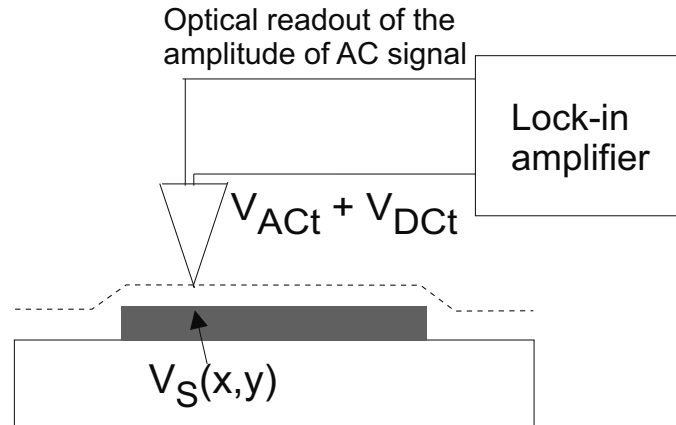 Optical readout of the
amplitude of AC signal
Lock-in
amplifier
V_ACt + V_DCt
V_S(x,y)